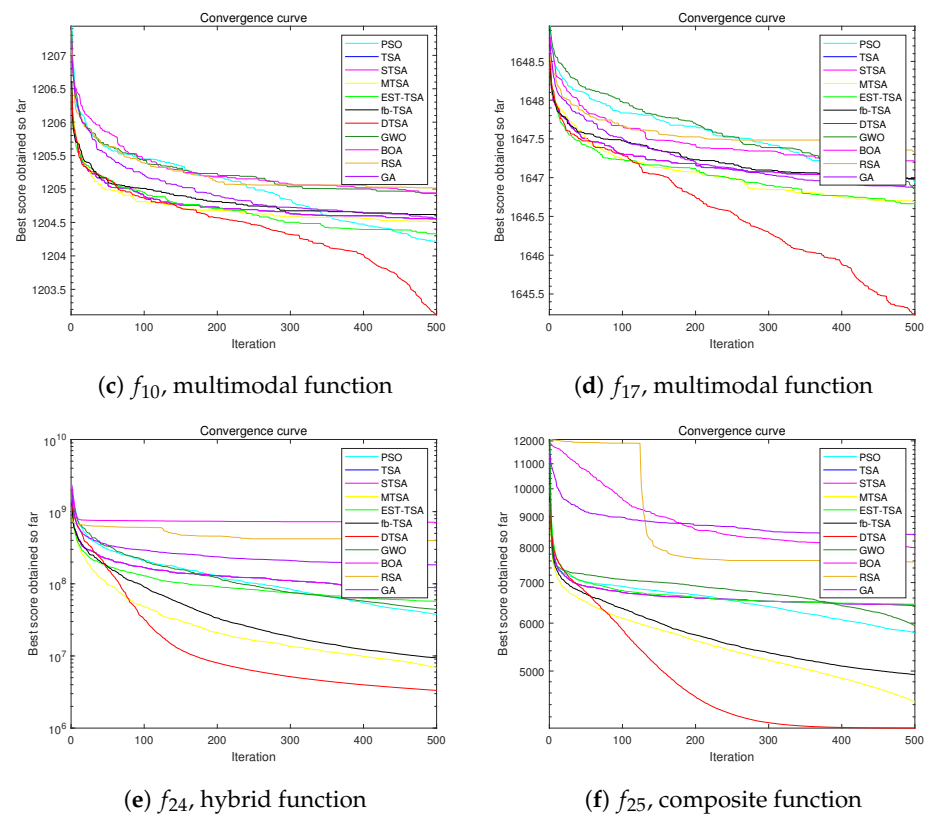 Convergence curve
Best score obtained so far
1207
1206.5
1206
1205.5
1205
1204.5
1204
1203.5
0 100 200 300 400 500
Iteration
PSO
TSA
STSA
MTSA
EST-TSA
fb-TSA
DTSA
GWO
BOA
RSA
GA
(c) f10, multimodal function
Convergence curve
Best score obtained so far
1648.5
1648
1647.5
1647
1646.5
1646
1645.5
0 100 200 300 400 500
Iteration
PSO
TSA
STSA
MTSA
EST-TSA
fb-TSA
DTSA
GWO
BOA
RSA
GA
(d) f17, multimodal function
Convergence curve
Best score obtained so far
10^10
10^9
10^8
10^7
10^6
0 100 200 300 400 500
Iteration
PSO
TSA
STSA
MTSA
EST-TSA
fb-TSA
DTSA
GWO
BOA
RSA
GA
(e) f24, hybrid function
Convergence curve
Best score obtained so far
12000
11000
10000
9000
8000
7000
6000
5000
0 100 200 300 400 500
Iteration
PSO
TSA
STSA
MTSA
EST-TSA
fb-TSA
DTSA
GWO
BOA
RSA
GA
(f) f25, composite function